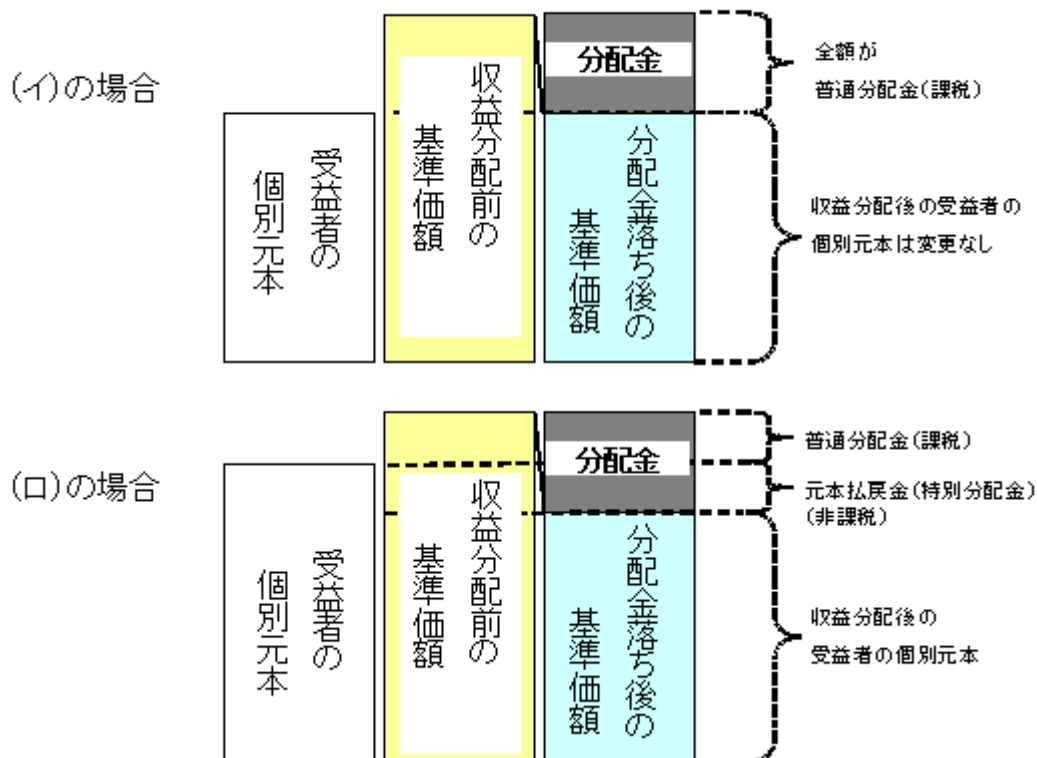 (イ)の場合
受益者の
個別元本
収益分配前の
基準価額
分配金
分配金落ち後の
基準価額
全額が
普通分配金(課税)
収益分配後の受益者の
個別元本は変更なし
(ロ)の場合
受益者の
個別元本
収益分配前の
基準価額
分配金
分配金落ち後の
基準価額
普通分配金(課税)
元本払戻金(特別分配金)
(非課税)
収益分配後の
受益者の個別元本